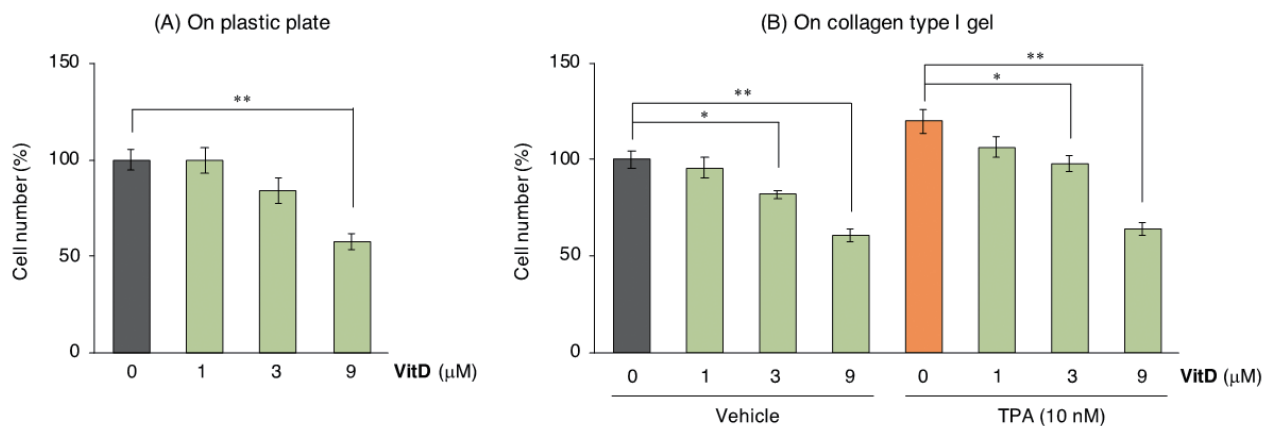 (A) On plastic plate
150
100
50
0
Cell number (%)
**
0 1 3 9 VitD (μM)
(B) On collagen type I gel
150
100
50
0
Cell number (%)
**
*
**
*
0 1 3 9 0 1 3 9 VitD (μM)
Vehicle TPA (10 nM)